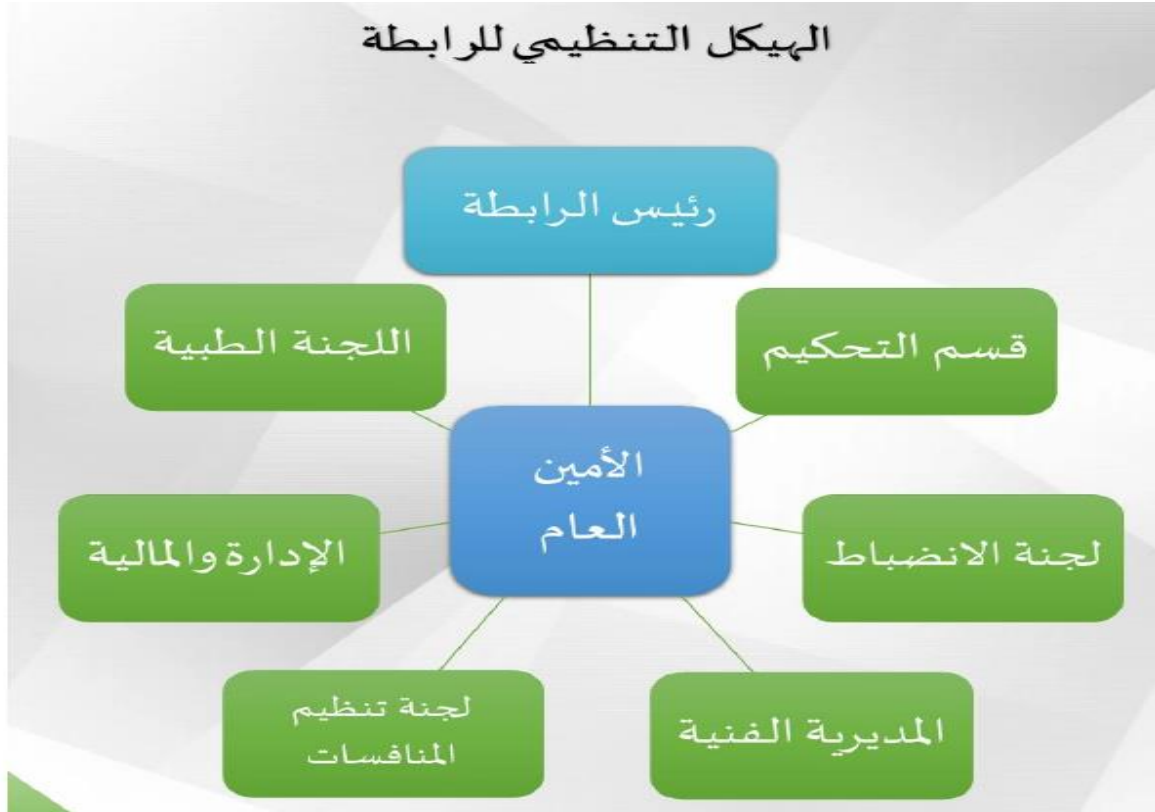 الهيكل التنظيمي للرابطة
رئيس الرابطة
قسم التحكيم
اللجنة الطبية
الأمين
العام
لجنة الانضباط
الإدارة والمالية
المديرية الفنية
لجنة تنظيم
المنافسات